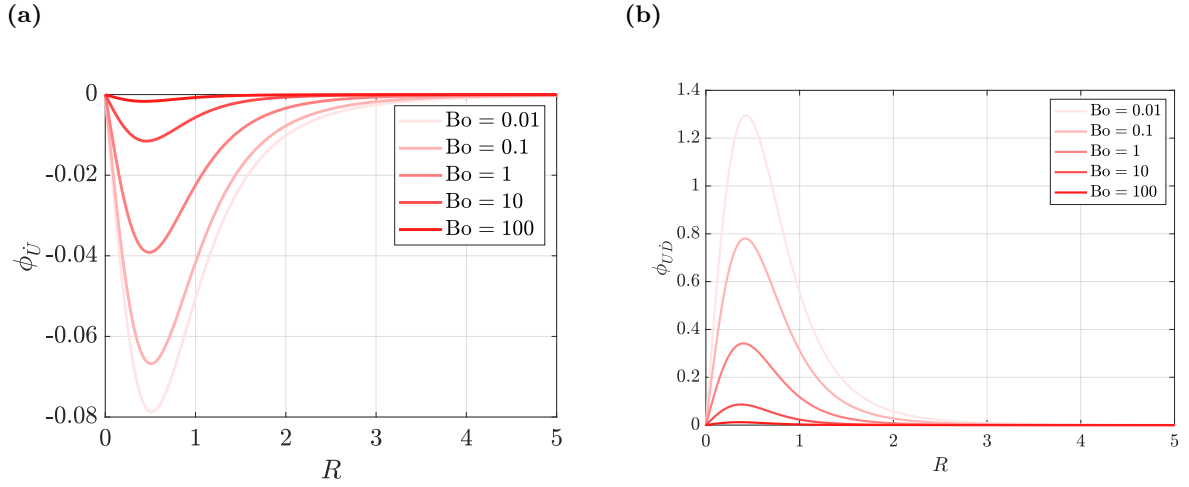 (a)
0
-0.02
-0.04
-0.06
-0.08
0 1 2 3 4 5
R
ϕ_U̇
Bo = 0.01
Bo = 0.1
Bo = 1
Bo = 10
Bo = 100
(b)
1.4
1.2
1
0.8
0.6
0.4
0.2
0
0 1 2 3 4 5
R
ϕ_UḊ
Bo = 0.01
Bo = 0.1
Bo = 1
Bo = 10
Bo = 100